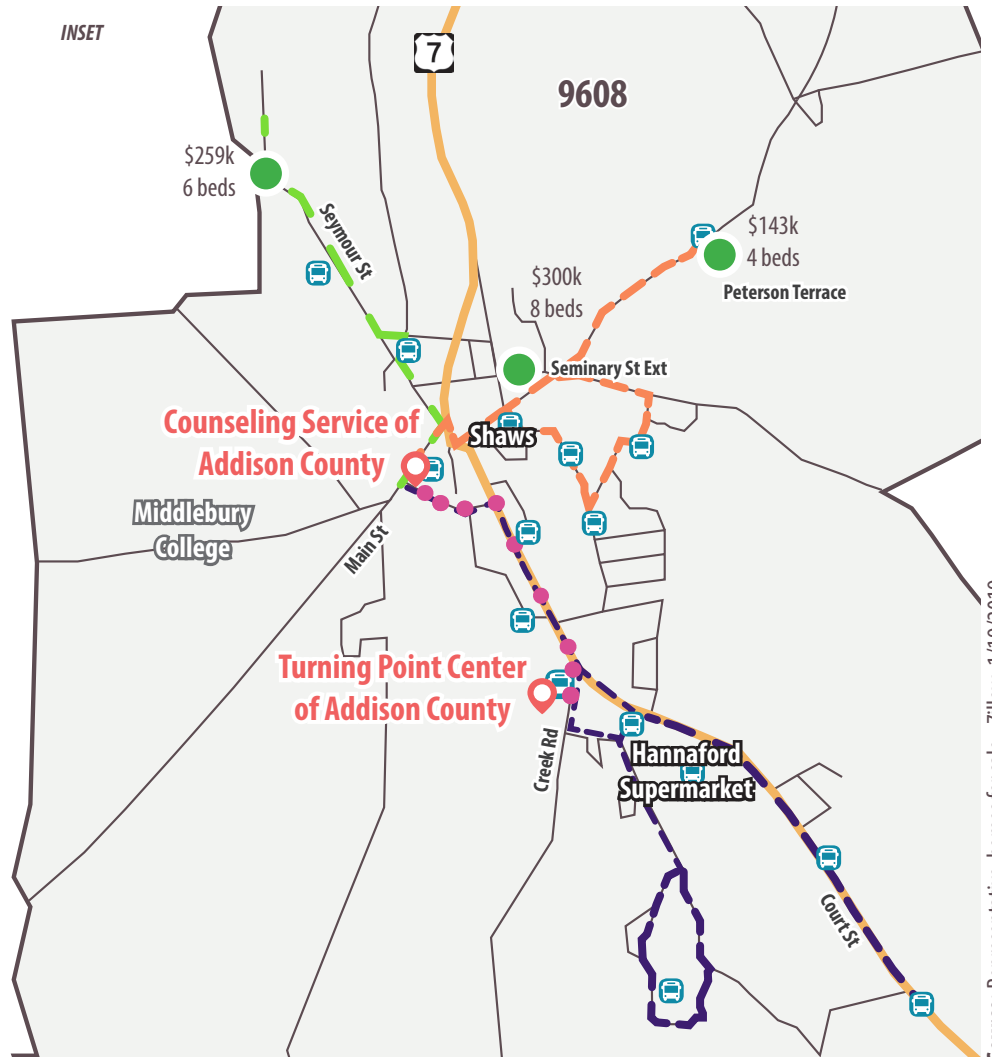 INSET
7
9608
$259k
6 beds
Seymour St
$143k
4 beds
Peterson Terrace
$300k
8 beds
Seminary St Ext
Counseling Service of
Addison County
Shaws
Middlebury
College
Main St
Turning Point Center
of Addison County
Creek Rd
Hannaford
Supermarket
Court St